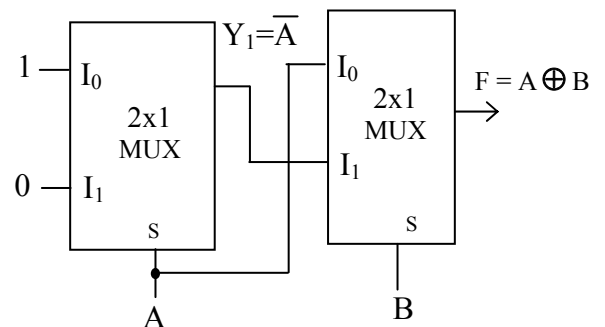 Y₁=A̅
1
I₀
2x1
MUX
0
I₁
S
A
I₀
2x1
MUX
I₁
S
B
F = A ⊕ B